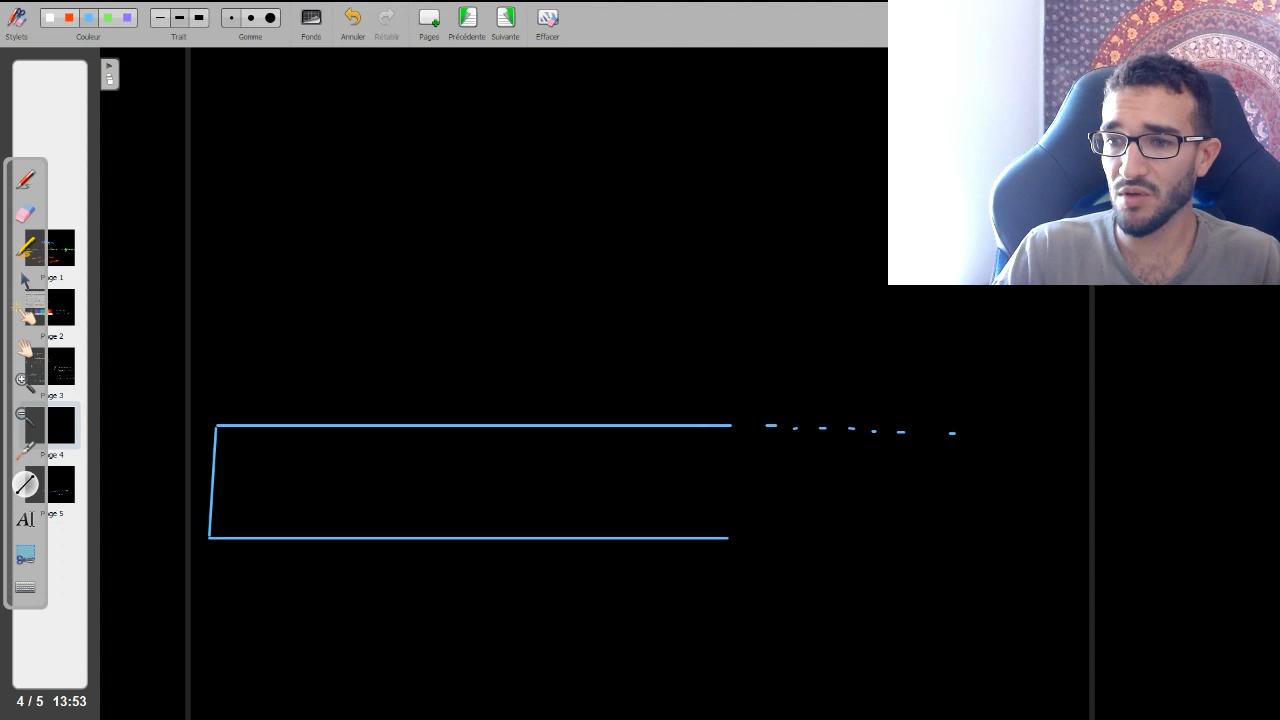 Stylets Couleur Trait Gomme Fonds Annuler Rétablir Pages Précédente Suivante Effacer
Page 1
Page 2
Page 3
Page 4
Page 5
AI
4 / 5 13:53